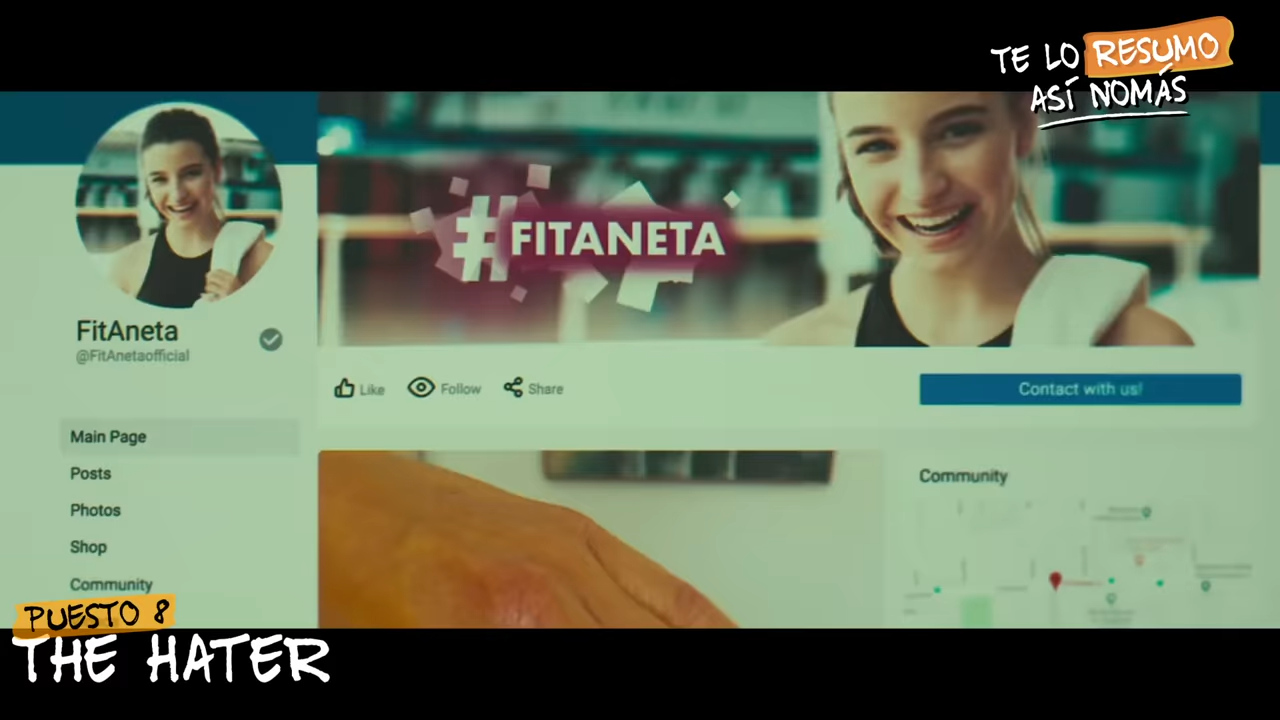 TE LO RESUMO
ASÍ NOMÁS
#FITANETA
FitAneta
@FitAnetaofficial
Like
Follow
Share
Contact with us!
Main Page
Posts
Photos
Shop
Community
Community
PUESTO 8
THE HATER